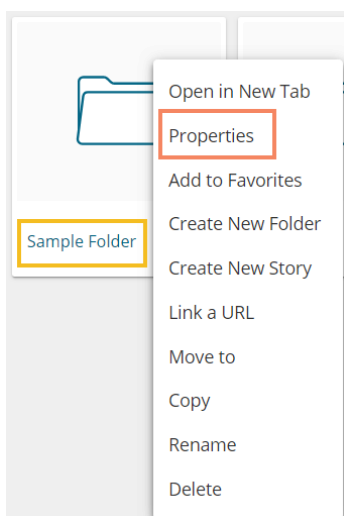 Open in New Tab
Properties
Add to Favorites
Sample Folder
Create New Folder
Create New Story
Link a URL
Move to
Copy
Rename
Delete